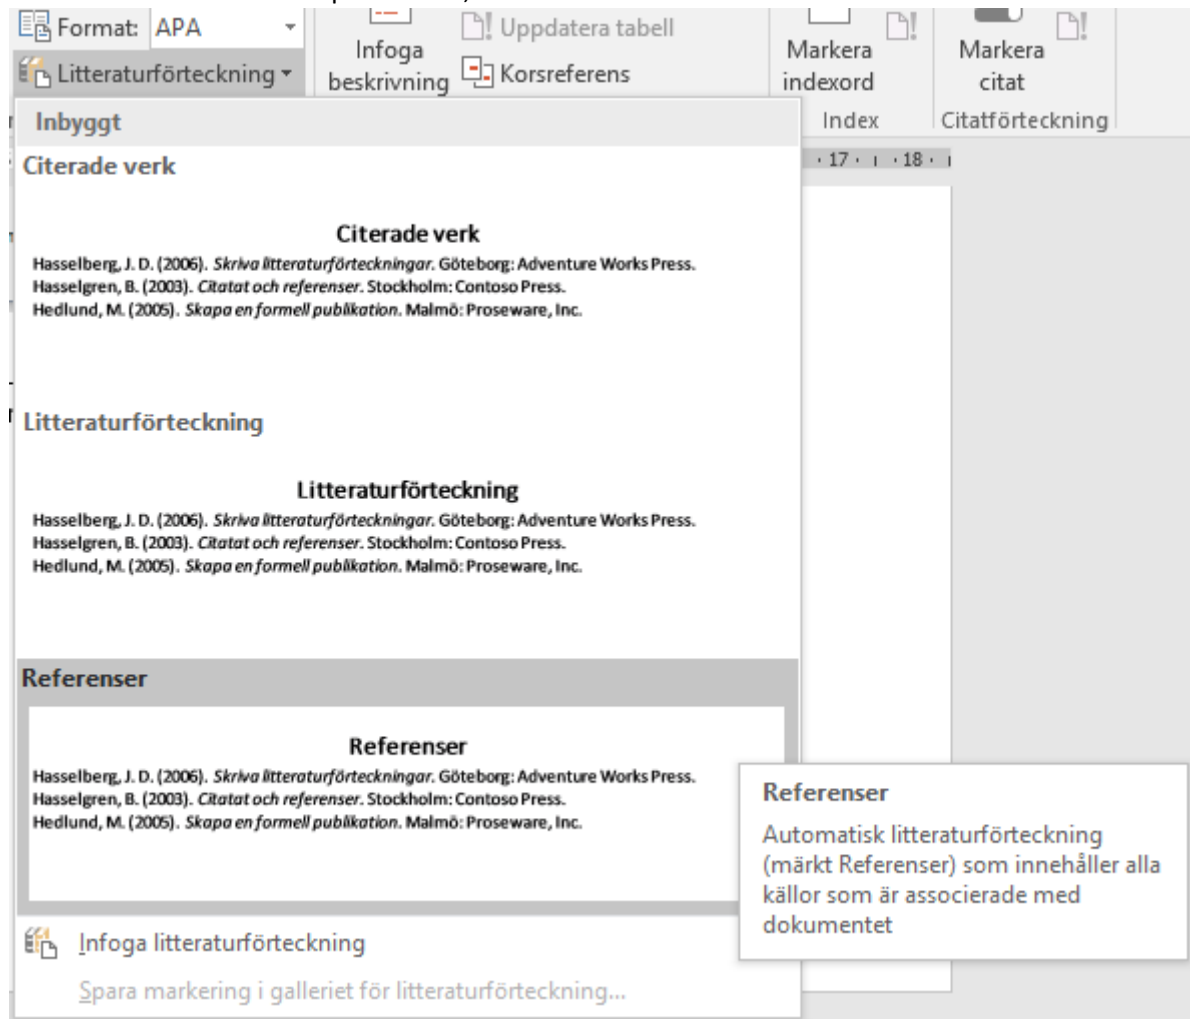 Format: APA
Litteraturförteckning
Infoga
beskrivning
Uppdatera tabell
Korsreferens
Markera
indexord
Index
Markera
citat
Citatförteckning
Inbyggt
17 18
Citerade verk
Citerade verk
Hasselberg, J. D. (2006). Skriva litteraturförteckningar. Göteborg: Adventure Works Press.
Hasselgren, B. (2003). Citatat och referenser. Stockholm: Contoso Press.
Hedlund, M. (2005). Skapa en formell publikation. Malmö: Proseware, Inc.
Litteraturförteckning
Litteraturförteckning
Hasselberg, J. D. (2006). Skriva litteraturförteckningar. Göteborg: Adventure Works Press.
Hasselgren, B. (2003). Citatat och referenser. Stockholm: Contoso Press.
Hedlund, M. (2005). Skapa en formell publikation. Malmö: Proseware, Inc.
Referenser
Referenser
Hasselberg, J. D. (2006). Skriva litteraturförteckningar. Göteborg: Adventure Works Press.
Hasselgren, B. (2003). Citatat och referenser. Stockholm: Contoso Press.
Hedlund, M. (2005). Skapa en formell publikation. Malmö: Proseware, Inc.
Referenser
Automatisk litteraturförteckning
(märkt Referenser) som innehåller alla
källor som är associerade med
dokumentet
Infoga litteraturförteckning
Spara markering i galleriet för litteraturförteckning...